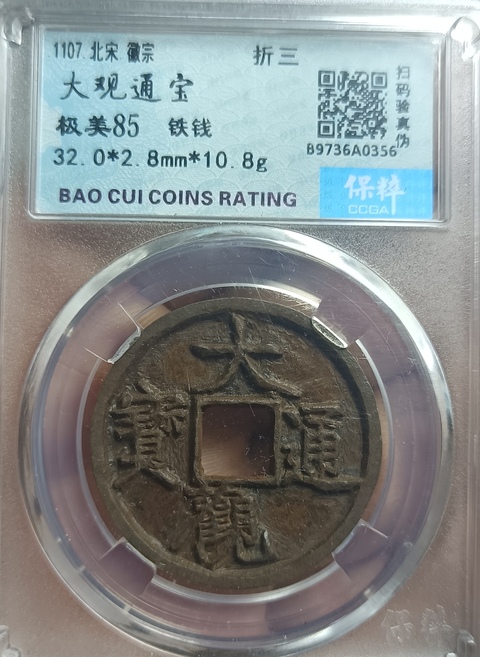 1107 北宋 徽宗 折三
大观通宝
极美85 铁钱
32.0*2.8mm*10.8g
BAO CUI COINS RATING
扫码验真伪
B9736A0356
保粹
CCGA
大
寶 通
觀
保粹